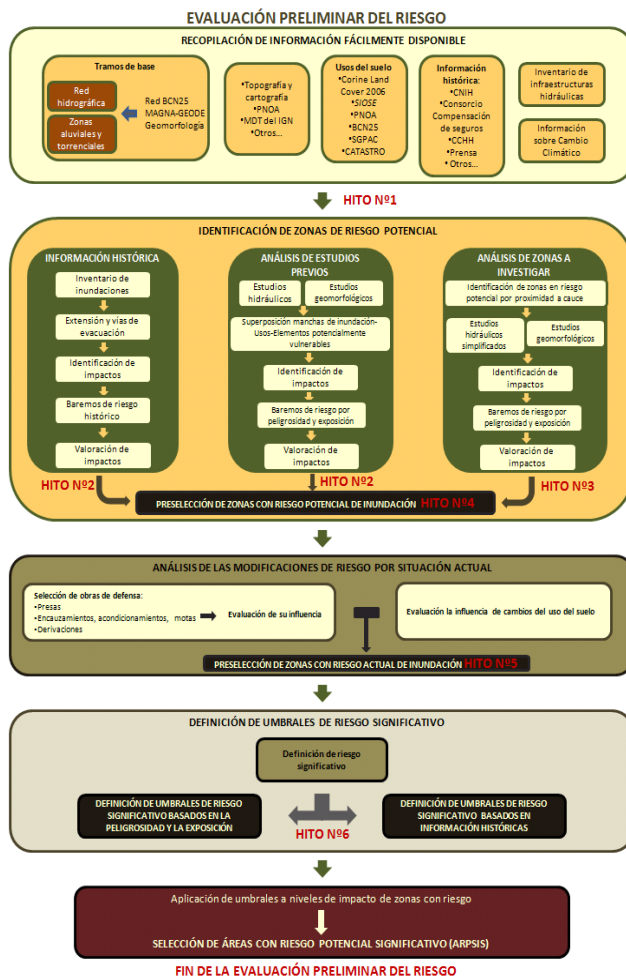 EVALUACIÓN PRELIMINAR DEL RIESGO
RECOPILACIÓN DE INFORMACIÓN FÁCILMENTE DISPONIBLE
Tramos de base
Red
hidrográfica
Zonas
aluviales y
torrenciales
Red BCN25
MAGNA-GEODE
Geomorfología
•Topografía y
cartografía
•PNOA
•MDT del IGN
•Otros...
Usos del suelo
•Corine Land
Cover 2006
•SIOSE
•PNOA
•BCN25
•SGPAC
•CATASTRO
Información
histórica:
•CNIH
•Consorcio
Compensación
de seguros
•CCHH
•Prensa
•Otros...
Inventario de
infraestructuras
hidráulicas
Información
sobre Cambio
Climático
HITO Nº1
IDENTIFICACIÓN DE ZONAS DE RIESGO POTENCIAL
INFORMACIÓN HISTÓRICA
Inventario de
inundaciones
Extensión y vías de
evacuación
Identificación de
impactos
Baremos de riesgo
histórico
Valoración de
impactos
HITO Nº2
ANÁLISIS DE ESTUDIOS
PREVIOS
Estudios
hidráulicos
Estudios
geomorfológicos
Superposición manchas de inundación-
Usos-Elementos potencialmente
vulnerables
Identificación de
impactos
Baremos de riesgo por
peligrosidad y exposición
Valoración de
impactos
HITO Nº2
ANÁLISIS DE ZONAS A
INVESTIGAR
Identificación de zonas en riesgo
potencial por proximidad a cauce
Estudios
hidráulicos
simplificados
Estudios
geomorfológicos
Identificación de
impactos
Baremos de riesgo por
peligrosidad y exposición
Valoración de
impactos
HITO Nº3
PRESELECCIÓN DE ZONAS CON RIESGO POTENCIAL DE INUNDACIÓN HITO Nº4
ANÁLISIS DE LAS MODIFICACIONES DE RIESGO POR SITUACIÓN ACTUAL
Selección de obras de defensa:
•Presas
•Encauzamientos, acondicionamientos, motas
•Derivaciones
Evaluación de su influencia
Evaluación la influencia de cambios del uso del suelo
PRESELECCIÓN DE ZONAS CON RIESGO ACTUAL DE INUNDACIÓN HITO Nº5
DEFINICIÓN DE UMBRALES DE RIESGO SIGNIFICATIVO
Definición de riesgo
significativo
DEFINICIÓN DE UMBRALES DE RIESGO
SIGNIFICATIVO BASADOS EN LA
PELIGROSIDAD Y LA EXPOSICIÓN
HITO Nº6
DEFINICIÓN DE UMBRALES DE RIESGO
SIGNIFICATIVO BASADOS EN
INFORMACIÓN HISTÓRICAS
Aplicación de umbrales a niveles de impacto de zonas con riesgo
SELECCIÓN DE ÁREAS CON RIESGO POTENCIAL SIGNIFICATIVO (ARPSIS)
FIN DE LA EVALUACIÓN PRELIMINAR DEL RIESGO